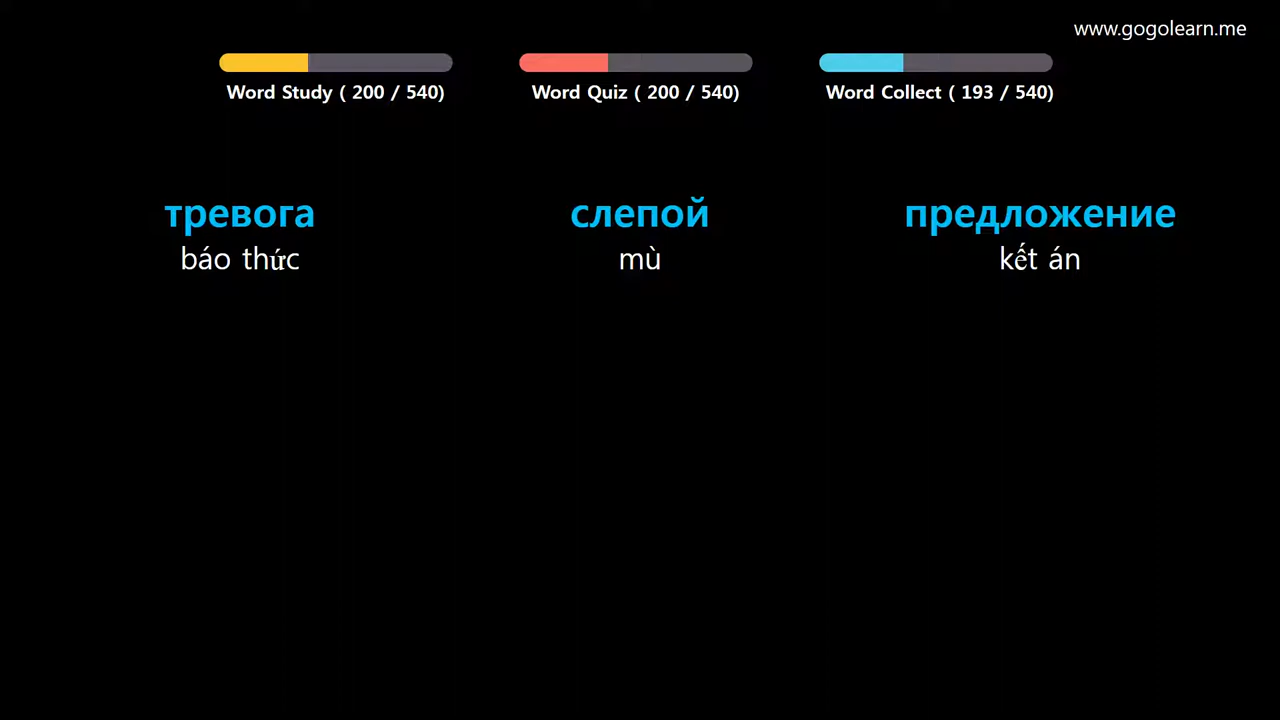 www.gogolearn.me
Word Study ( 200 / 540)
Word Quiz ( 200 / 540)
Word Collect ( 193 / 540)
тревога
báo thức
слепой
mù
предложение
kết án